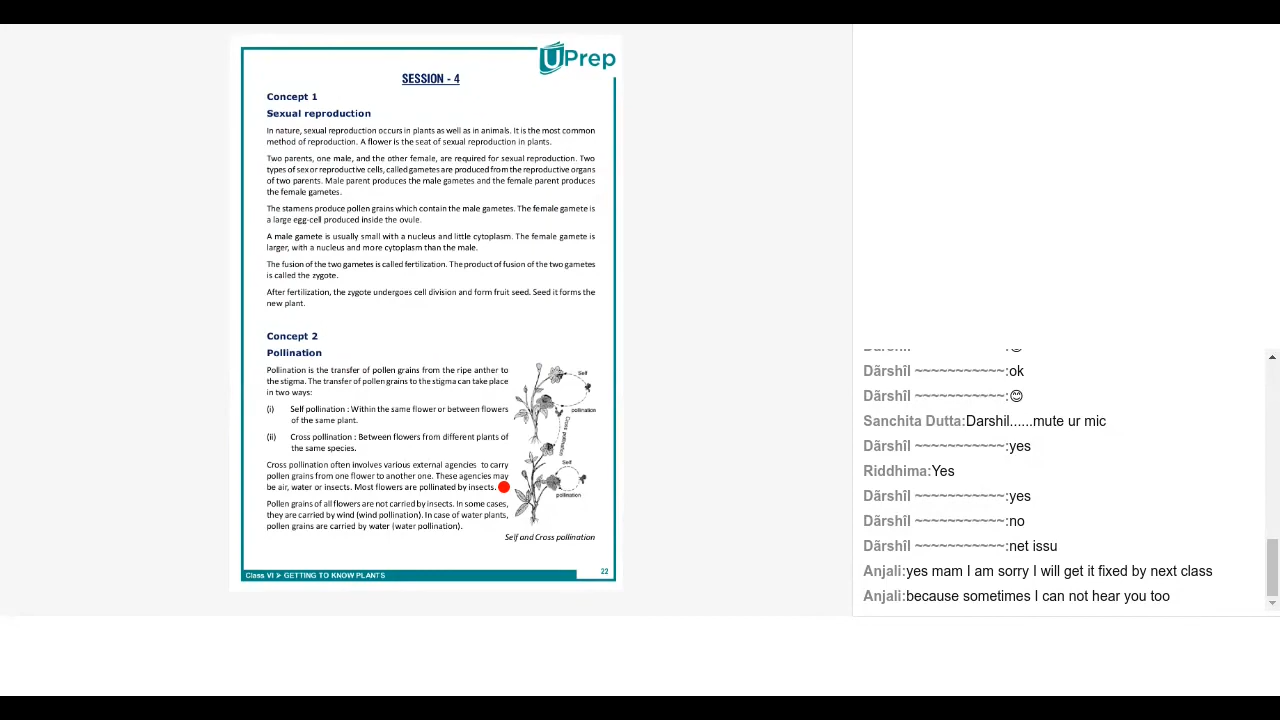 UPrep
SESSION - 4
Concept 1
Sexual reproduction
In nature, sexual reproduction occurs in plants as well as in animals. It is the most common
method of reproduction. A flower is the seat of sexual reproduction in plants.
Two parents, one male, and the other female, are required for sexual reproduction. Two
types of sex or reproductive cells, called gametes are produced from the reproductive organs
of two parents. Male parent produces the male gametes and the female parent produces
the female gametes.
The stamens produce pollen grains which contain the male gametes. The female gamete is
a large egg-cell produced inside the ovule.
A male gamete is usually small with a nucleus and little cytoplasm. The female gamete is
larger, with a nucleus and more cytoplasm than the male.
The fusion of the two gametes is called fertilization. The product of fusion of the two gametes
is called the zygote.
After fertilization, the zygote undergoes cell division and form fruit seed. Seed it forms the
new plant.
Concept 2
Pollination
Pollination is the transfer of pollen grains from the ripe anther to
the stigma. The transfer of pollen grains to the stigma can take place
in two ways:
(i) Self pollination : Within the same flower or between flowers
of the same plant.
(ii) Cross pollination : Between flowers from different plants of
the same species.
Cross pollination often involves various external agencies to carry
pollen grains from one flower to another one. These agencies may
be air, water or insects. Most flowers are pollinated by insects.
Pollen grains of all flowers are not carried by insects. In some cases,
they are carried by wind (wind pollination). In case of water plants,
pollen grains are carried by water (water pollination).
Self
pollination
Cross pollination
Self
pollination
Self and Cross pollination
Class VI ➤ GETTING TO KNOW PLANTS
22
Dãrshîl ~~~~~~~~~~~:ok
Dãrshîl ~~~~~~~~~~~:😊
Sanchita Dutta:Darshil......mute ur mic
Dãrshîl ~~~~~~~~~~~:yes
Riddhima:Yes
Dãrshîl ~~~~~~~~~~~:yes
Dãrshîl ~~~~~~~~~~~:no
Dãrshîl ~~~~~~~~~~~:net issu
Anjali:yes mam I am sorry I will get it fixed by next class
Anjali:because sometimes I can not hear you too